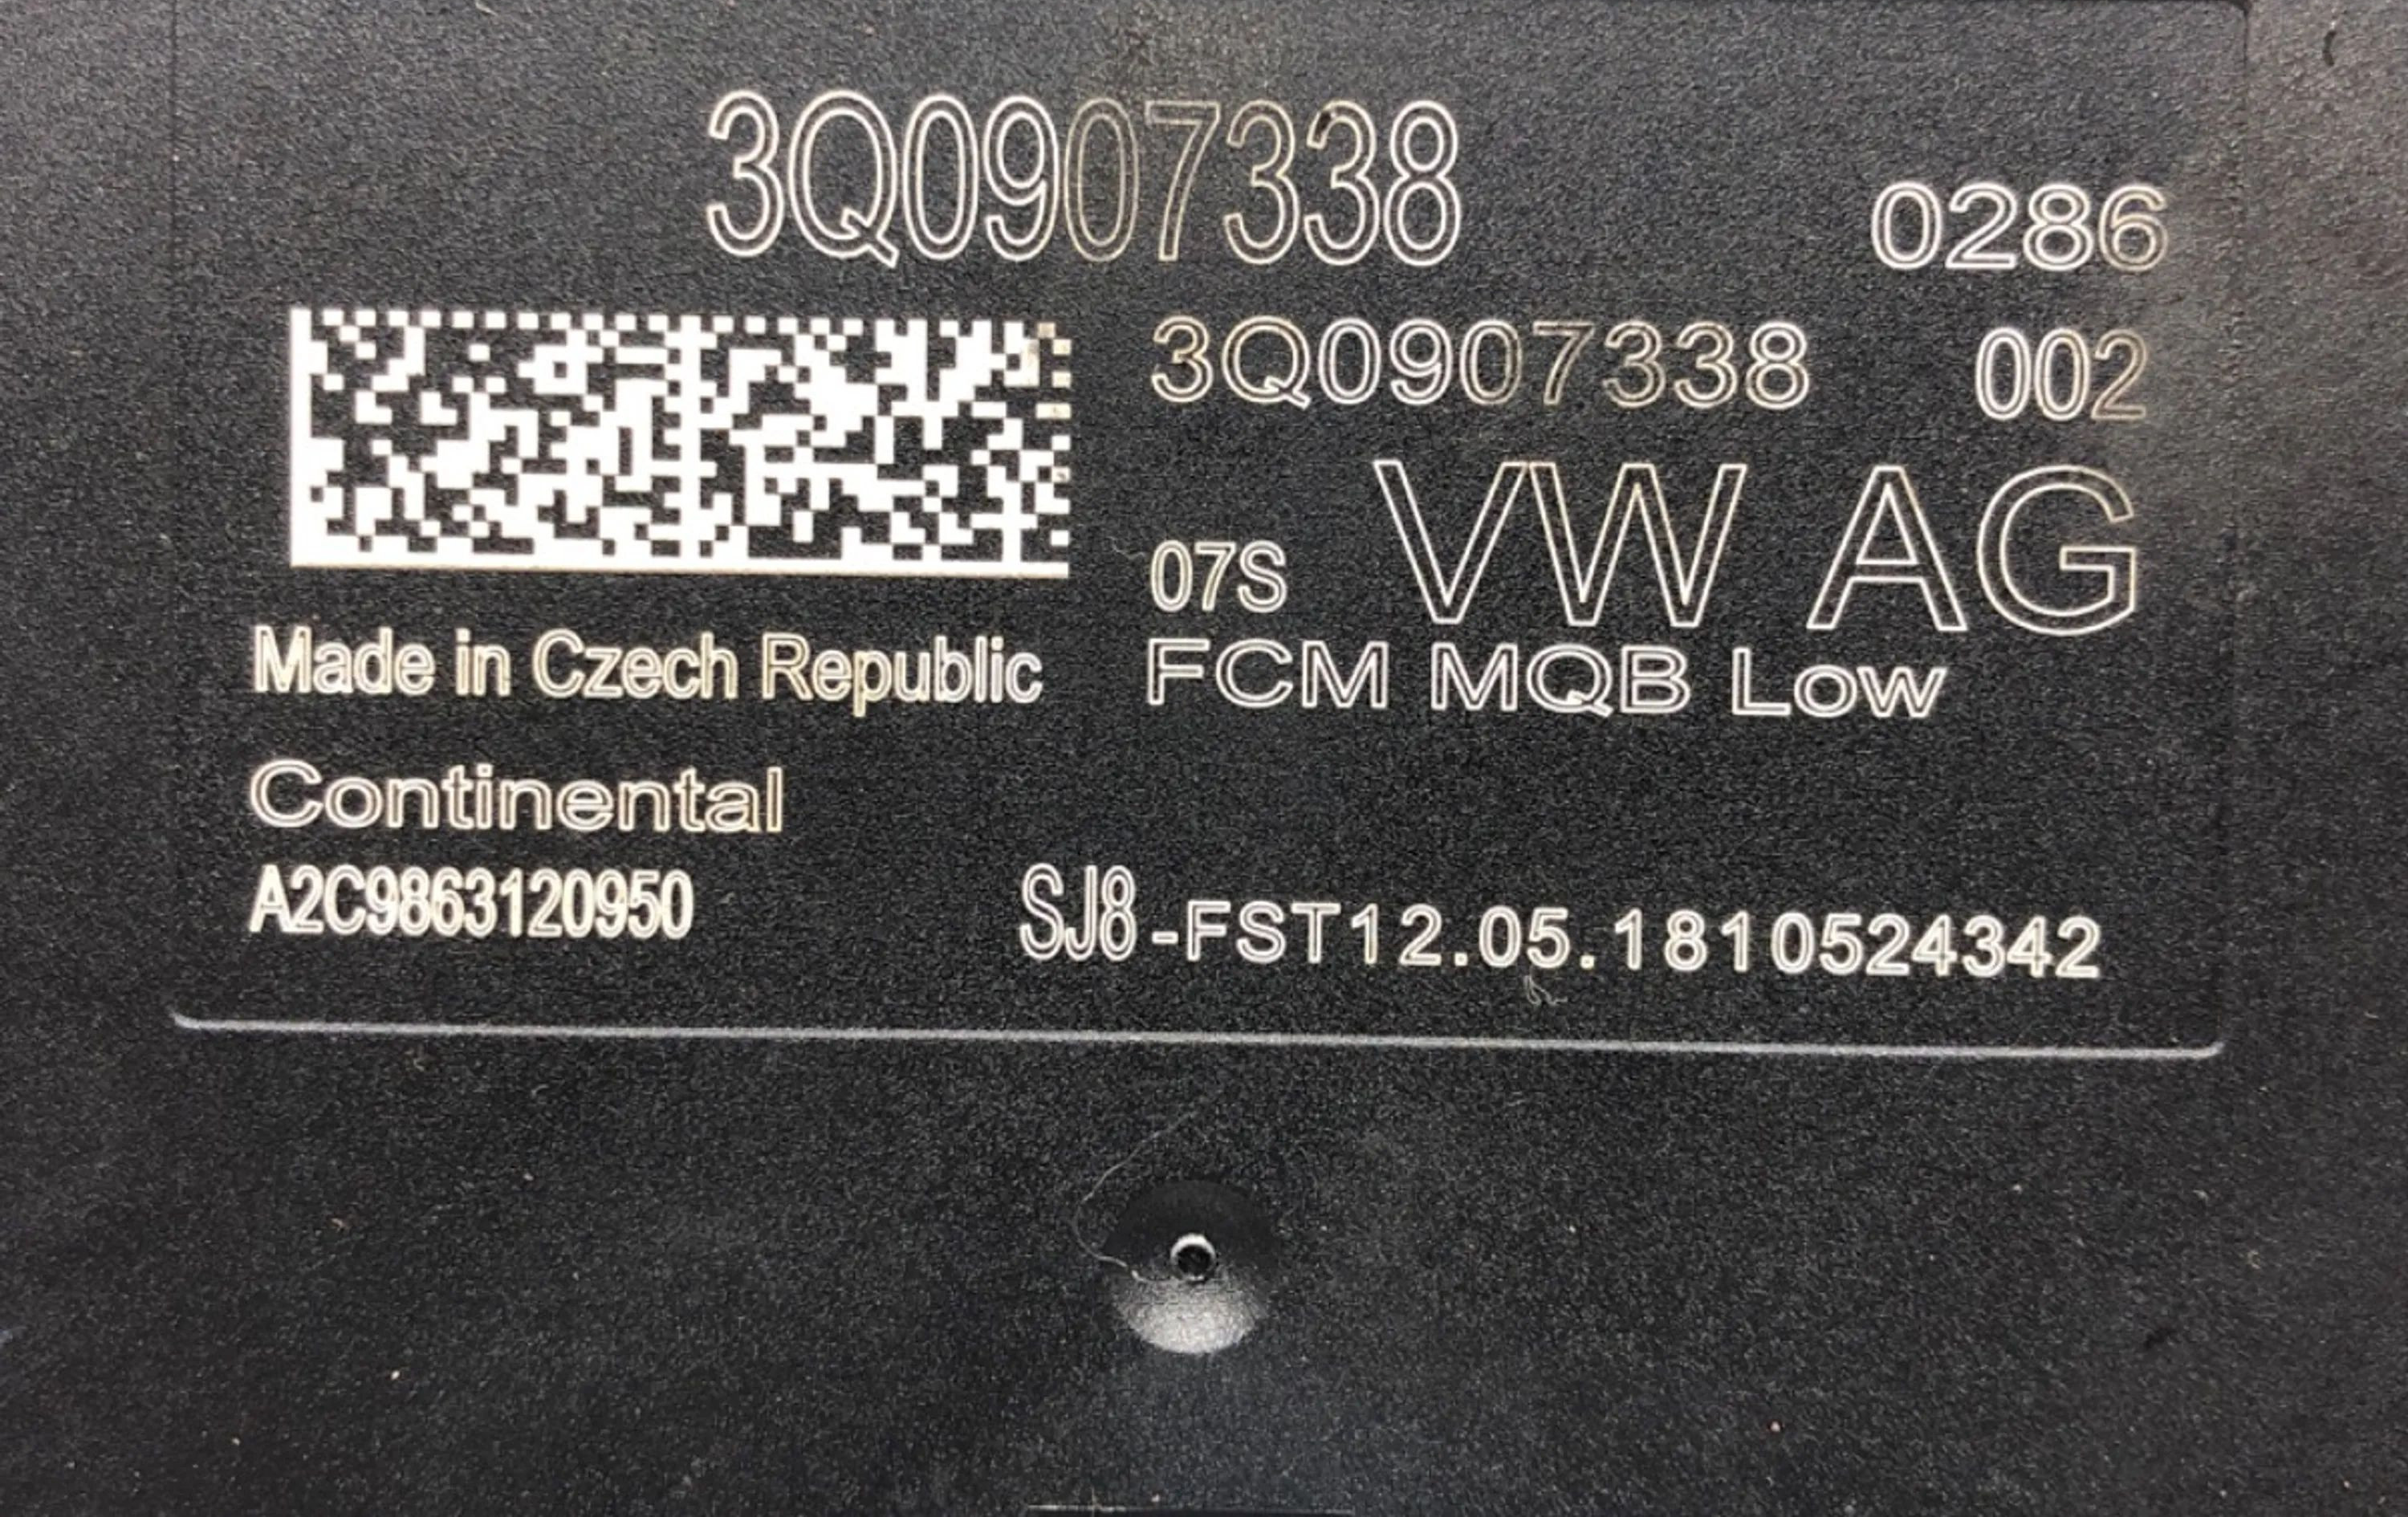 3Q0907338
0286
3Q0907338 002
07S VW AG
FCM MQB Low
Made in Czech Republic
Continental
A2C9863120950
SJ8-FST12.05.1810524342